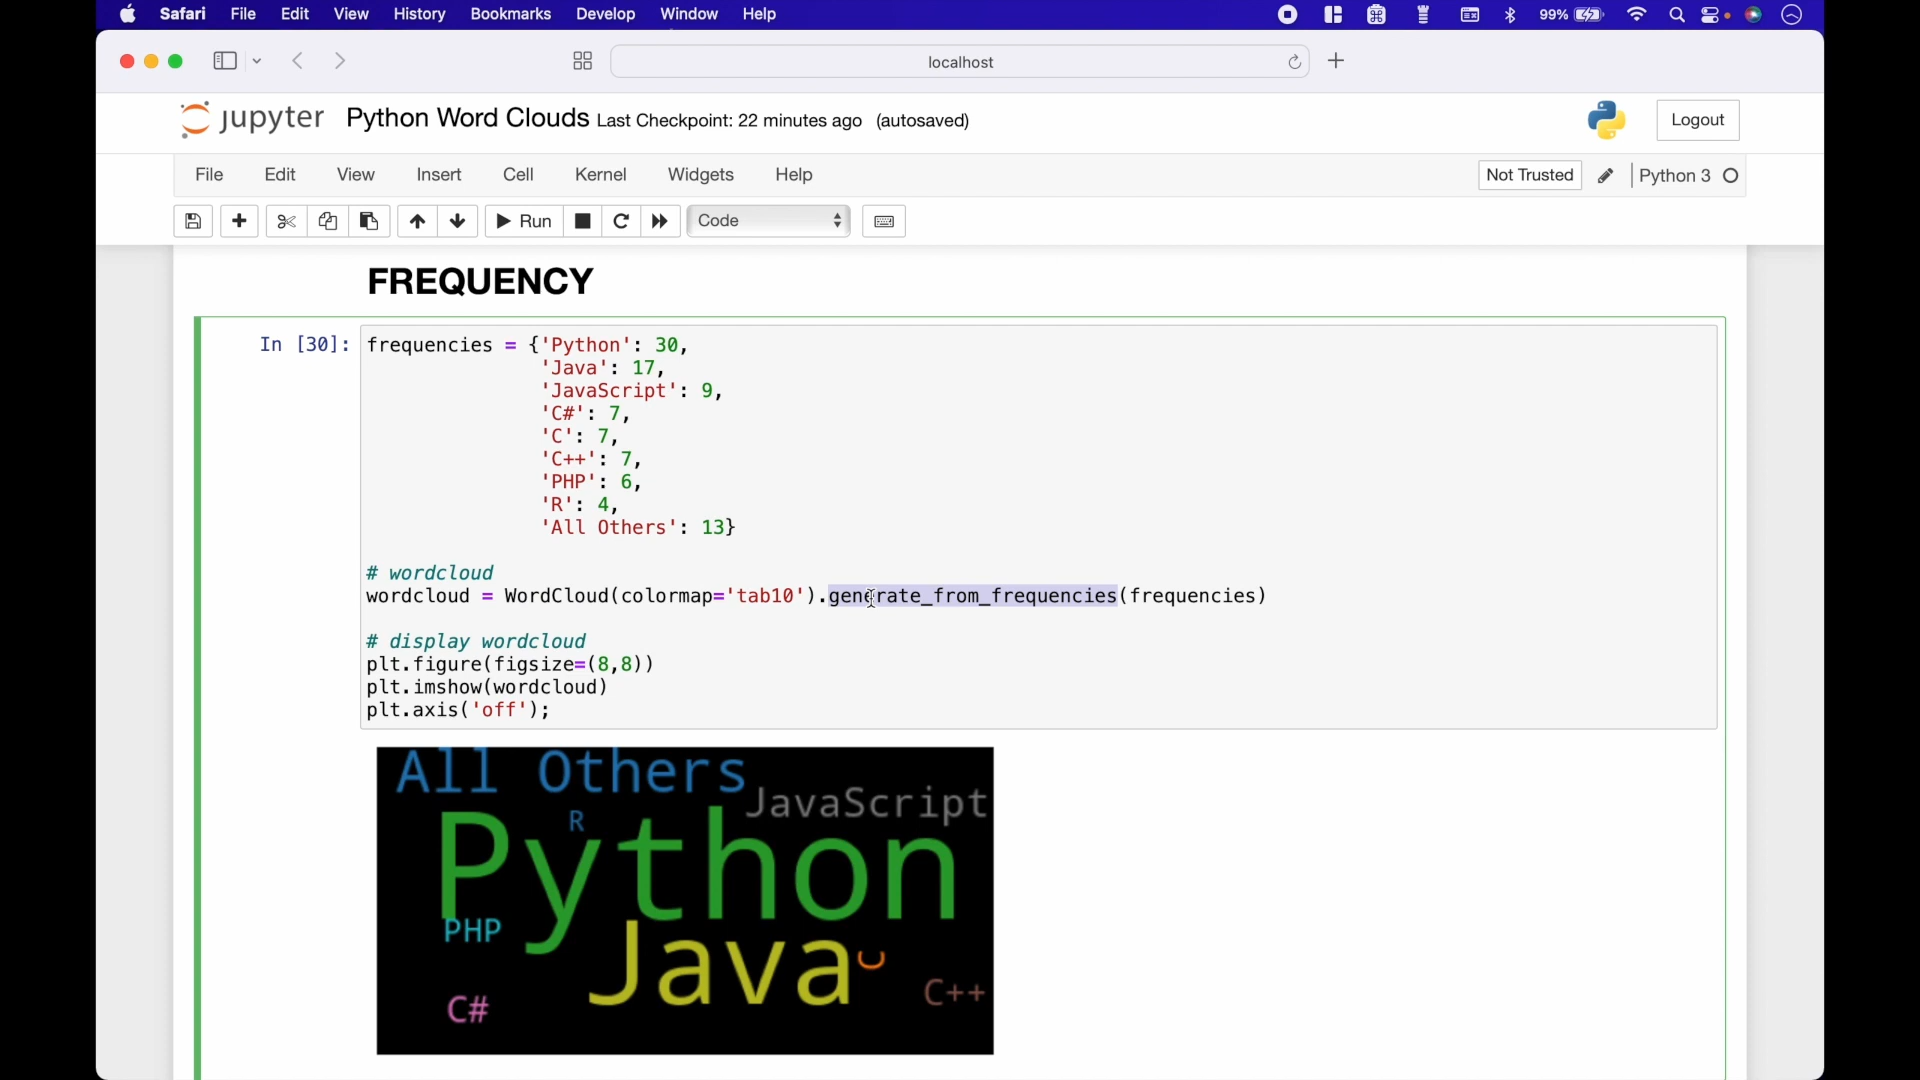 Safari File Edit View History Bookmarks Develop Window Help 99%
localhost
jupyter Python Word Clouds Last Checkpoint: 22 minutes ago (autosaved) Logout
File Edit View Insert Cell Kernel Widgets Help Not Trusted Python 3
Run Code
FREQUENCY
In [30]: frequencies = {'Python': 30,
'Java': 17,
'JavaScript': 9,
'C#': 7,
'C': 7,
'C++': 7,
'PHP': 6,
'R': 4,
'All Others': 13}
# wordcloud
wordcloud = WordCloud(colormap='tab10').generate_from_frequencies(frequencies)
# display wordcloud
plt.figure(figsize=(8,8))
plt.imshow(wordcloud)
plt.axis('off');
All Others
JavaScript
R
Python
PHP
Java
C
C++
C#